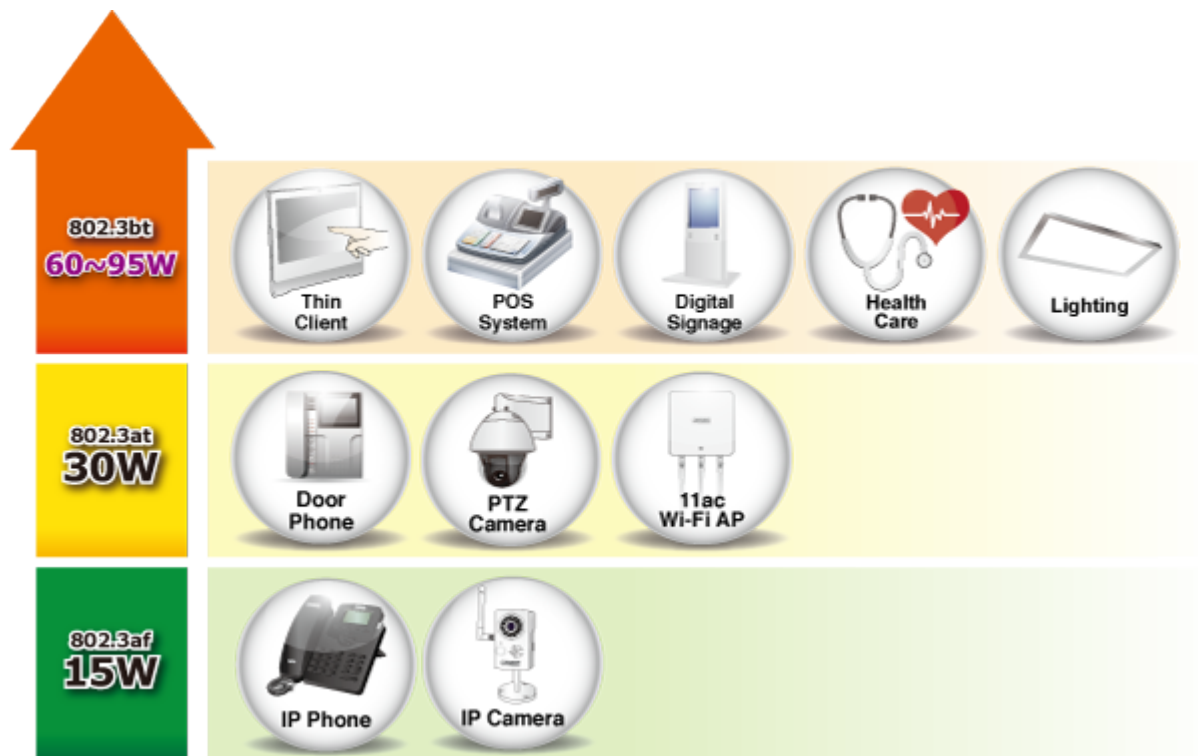 802.3bt
60~95W
Thin
Client
POS
System
Digital
Signage
Health
Care
Lighting
802.3at
30W
Door
Phone
PTZ
Camera
11ac
Wi-Fi AP
802.3af
15W
IP Phone
IP Camera